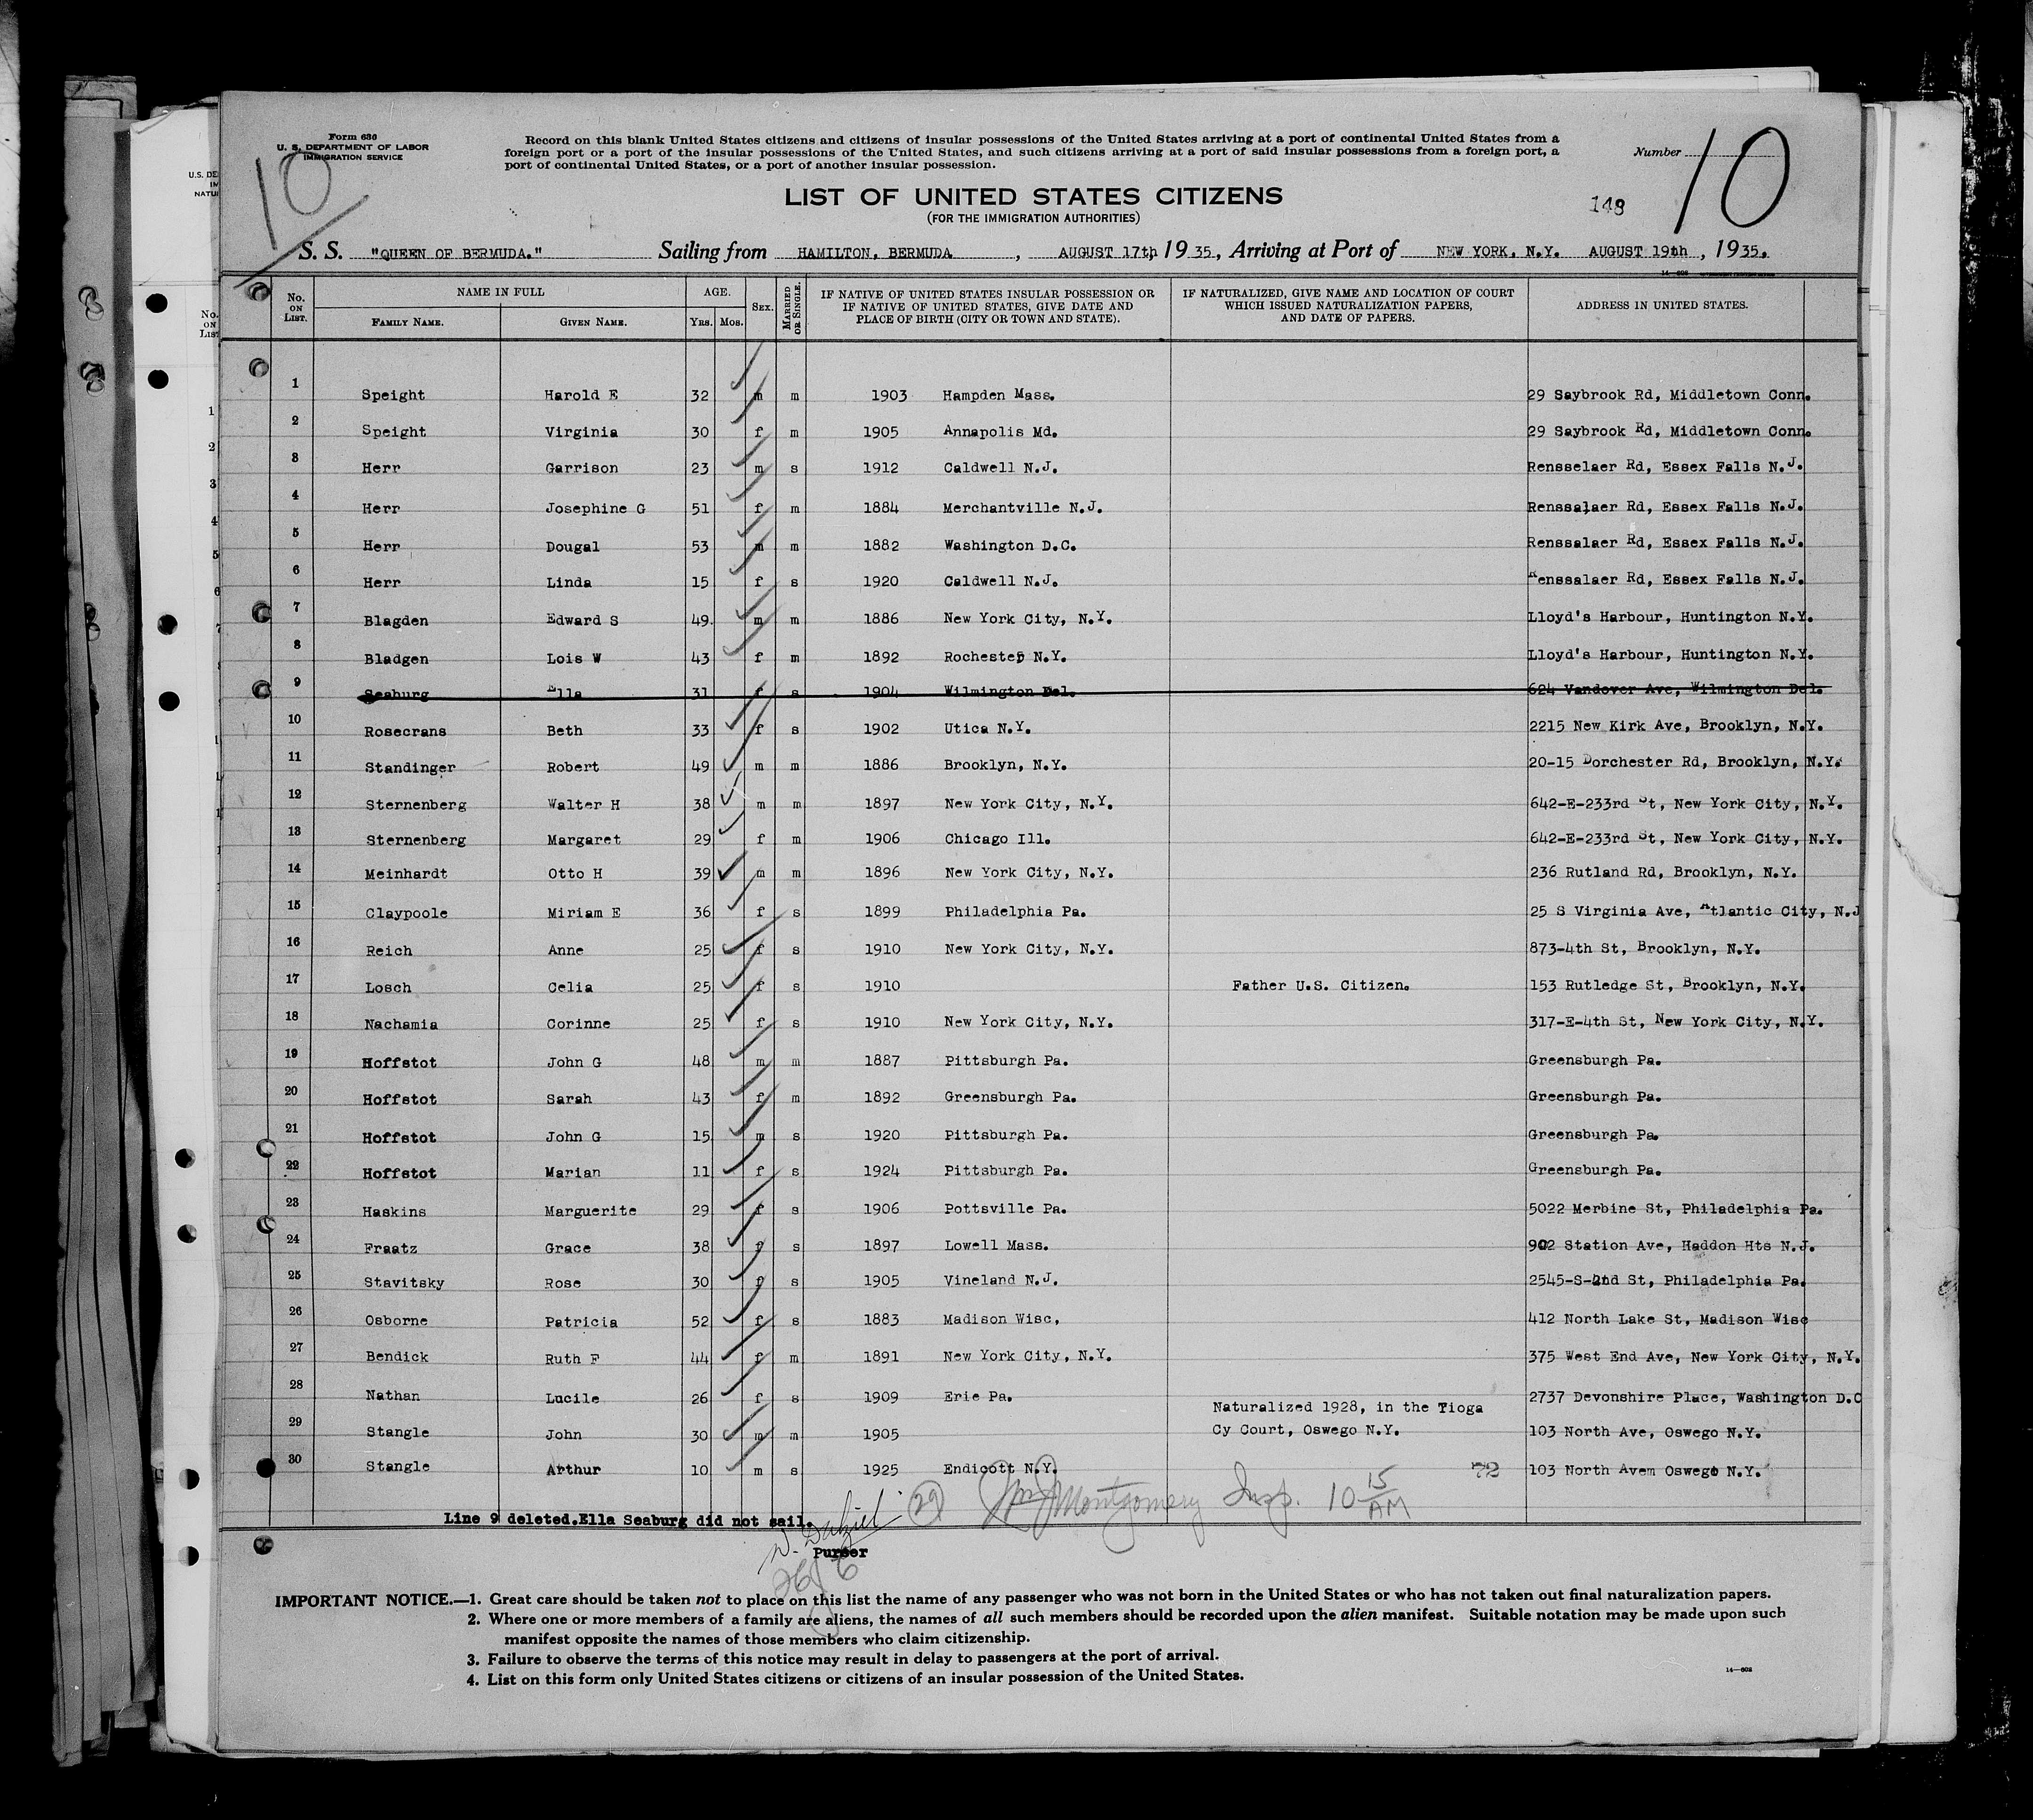 Form 630
U. S. DEPARTMENT OF LABOR
IMMIGRATION SERVICE
10
Record on this blank United States citizens and citizens of insular possessions of the United States arriving at a port of continental United States from a
foreign port or a port of the insular possessions of the United States, and such citizens arriving at a port of said insular possessions from a foreign port, a
port of continental United States, or a port of another insular possession.
Number 10
LIST OF UNITED STATES CITIZENS
(FOR THE IMMIGRATION AUTHORITIES)
148
S. S. "QUEEN OF BERMUDA." Sailing from HAMILTON, BERMUDA , AUGUST 17th 19 35, Arriving at Port of NEW YORK, N.Y. AUGUST 19th , 19 35.
No. ON LIST. NAME IN FULL FAMILY NAME. GIVEN NAME. AGE. YRS. MOS. SEX. MARRIED OR SINGLE. IF NATIVE OF UNITED STATES INSULAR POSSESSION OR IF NATIVE OF UNITED STATES, GIVE DATE AND PLACE OF BIRTH (CITY OR TOWN AND STATE). IF NATURALIZED, GIVE NAME AND LOCATION OF COURT WHICH ISSUED NATURALIZATION PAPERS, AND DATE OF PAPERS. ADDRESS IN UNITED STATES.
1 Speight Harold E 32 m m 1903 Hampden Mass. 29 Saybrook Rd, Middletown Conn.
2 Speight Virginia 30 f m 1905 Annapolis Md. 29 Saybrook Rd, Middletown Conn.
3 Herr Garrison 23 m s 1912 Caldwell N.J. Rensselaer Rd, Essex Falls N.J.
4 Herr Josephine G 51 f m 1884 Merchantville N.J. Renssalaer Rd, Essex Falls N.J.
5 Herr Dougal 53 m m 1882 Washington D.C. Renssalaer Rd, Essex Falls N.J.
6 Herr Linda 15 f s 1920 Caldwell N.J. Renssalaer Rd, Essex Falls N.J.
7 Blagden Edward S 49. m m 1886 New York City, N.Y. Lloyd's Harbour, Huntington N.Y.
8 Bladgen Lois W 43 f m 1892 Rochester N.Y. Lloyd's Harbour, Huntington N.Y.
9 Seaburg Ella 31 f s 1904 Wilmington Del. 624 Vandover Ave, Wilmington Del.
10 Rosecrans Beth 33 f s 1902 Utica N.Y. 2215 New Kirk Ave, Brooklyn, N.Y.
11 Standinger Robert 49 m m 1886 Brooklyn, N.Y. 20-15 Dorchester Rd, Brooklyn, N.Y.
12 Sternenberg Walter H 38 m m 1897 New York City, N.Y. 642-E-233rd St, New York City, N.Y.
13 Sternenberg Margaret 29 f m 1906 Chicago Ill. 642-E-233rd St, New York City, N.Y.
14 Meinhardt Otto H 39 m m 1896 New York City, N.Y. 236 Rutland Rd, Brooklyn, N.Y.
15 Claypoole Miriam E 36 f s 1899 Philadelphia Pa. 25 S Virginia Ave, Atlantic City, N.J
16 Reich Anne 25 f s 1910 New York City, N.Y. 873-4th St, Brooklyn, N.Y.
17 Losch Celia 25 f s 1910 Father U.S. Citizen. 153 Rutledge St, Brooklyn, N.Y.
18 Nachamia Corinne 25 f s 1910 New York City, N.Y. 317-E-4th St, New York City, N.Y.
19 Hoffstot John G 48 m m 1887 Pittsburgh Pa. Greensburgh Pa.
20 Hoffstot Sarah 43 f m 1892 Greensburgh Pa. Greensburgh Pa.
21 Hoffstot John G 15 m s 1920 Pittsburgh Pa. Greensburgh Pa.
22 Hoffstot Marian 11 f s 1924 Pittsburgh Pa. Greensburgh Pa.
23 Haskins Marguerite 29 f s 1906 Pottsville Pa. 5022 Merbine St, Philadelphia Pa.
24 Fraatz Grace 38 f s 1897 Lowell Mass. 902 Station Ave, Haddon Hts N.J.
25 Stavitsky Rose 30 f s 1905 Vineland N.J. 2545-S-2nd St, Philadelphia Pa.
26 Osborne Patricia 52 f s 1883 Madison Wisc. 412 North Lake St, Madison Wisc
27 Bendick Ruth F 44 f m 1891 New York City, N.Y. 375 West End Ave, New York City, N.Y.
28 Nathan Lucile 26 f s 1909 Erie Pa. 2737 Devonshire Place, Washington D.C
29 Stangle John 30 m m 1905 Naturalized 1928, in the Tioga Cy Court, Oswego N.Y. 103 North Ave, Oswego N.Y.
30 Stangle Arthur 10 m s 1925 Endicott N.Y. 72 103 North Avem Oswego N.Y.
29 Montgomery Insp. 10 15 AM
Line 9 deleted.Ella Seaburg did not sail.
Purser
IMPORTANT NOTICE.—1. Great care should be taken not to place on this list the name of any passenger who was not born in the United States or who has not taken out final naturalization papers.
2. Where one or more members of a family are aliens, the names of all such members should be recorded upon the alien manifest. Suitable notation may be made upon such
manifest opposite the names of those members who claim citizenship.
3. Failure to observe the terms of this notice may result in delay to passengers at the port of arrival.
4. List on this form only United States citizens or citizens of an insular possession of the United States.
14—608